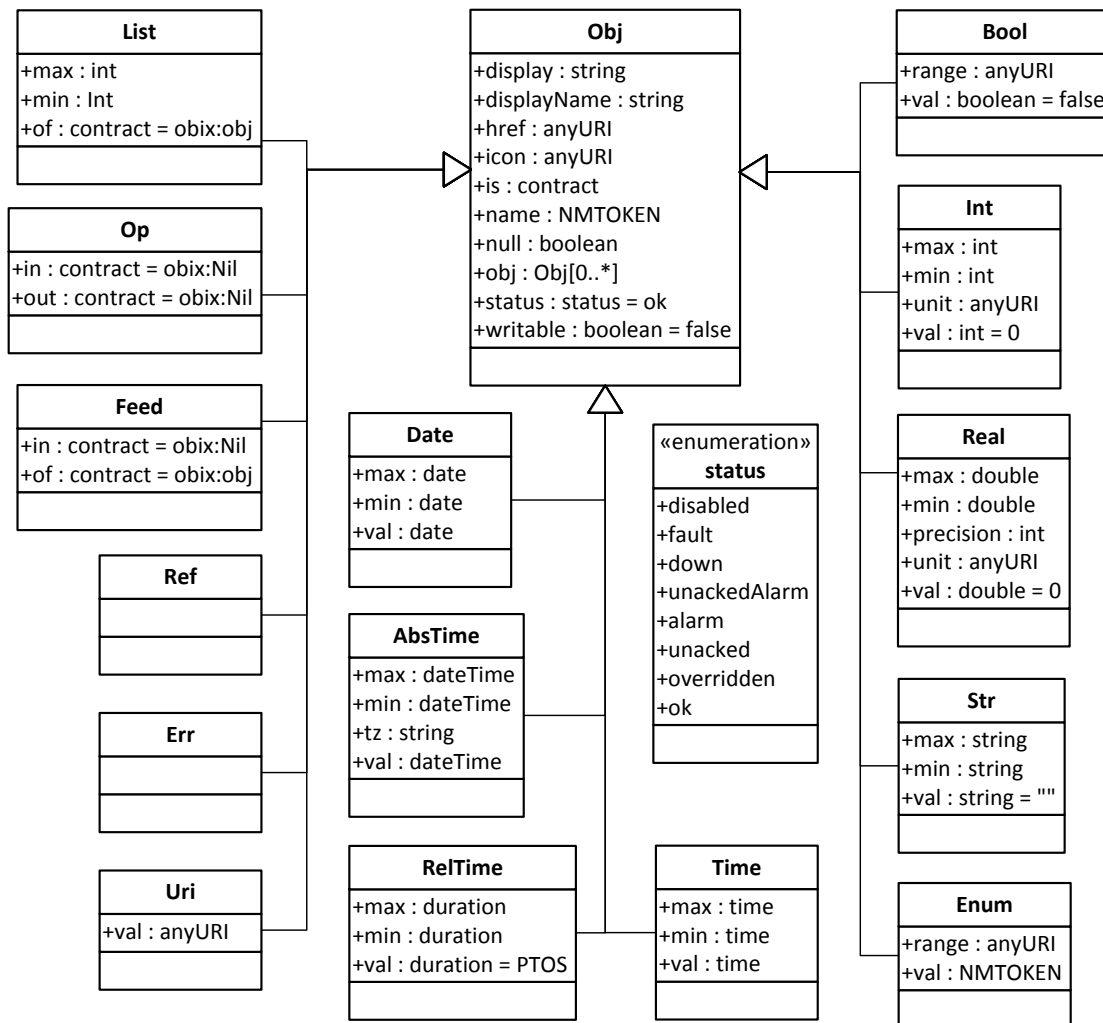 List
+max : int
+min : Int
+of : contract = obix:obj
Op
+in : contract = obix:Nil
+out : contract = obix:Nil
Feed
+in : contract = obix:Nil
+of : contract = obix:obj
Ref
Err
Uri
+val : anyURI
Obj
+display : string
+displayName : string
+href : anyURI
+icon : anyURI
+is : contract
+name : NMTOKEN
+null : boolean
+obj : Obj[0..*]
+status : status = ok
+writable : boolean = false
Date
+max : date
+min : date
+val : date
AbsTime
+max : dateTime
+min : dateTime
+tz : string
+val : dateTime
RelTime
+max : duration
+min : duration
+val : duration = PTOS
«enumeration»
status
+disabled
+fault
+down
+unackedAlarm
+alarm
+unacked
+overridden
+ok
Time
+max : time
+min : time
+val : time
Bool
+range : anyURI
+val : boolean = false
Int
+max : int
+min : int
+unit : anyURI
+val : int = 0
Real
+max : double
+min : double
+precision : int
+unit : anyURI
+val : double = 0
Str
+max : string
+min : string
+val : string = ""
Enum
+range : anyURI
+val : NMTOKEN